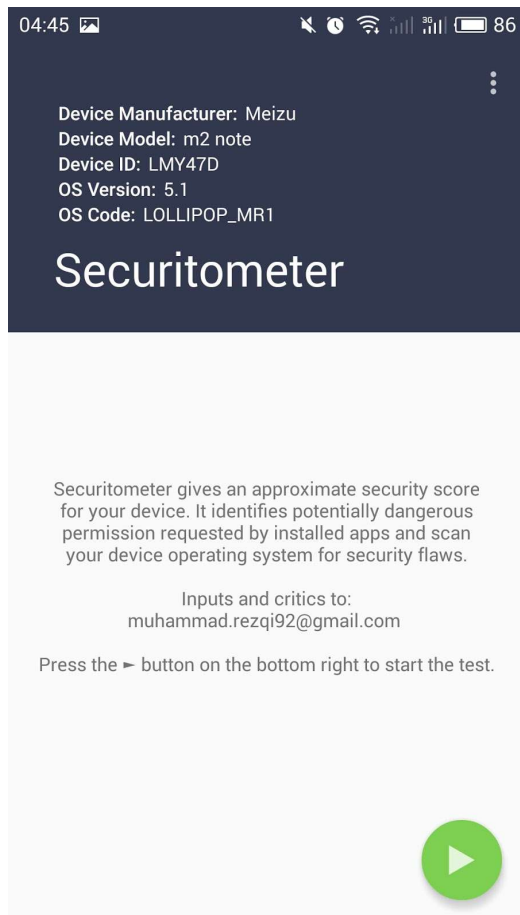 04:45 3G 86
Device Manufacturer: Meizu
Device Model: m2 note
Device ID: LMY47D
OS Version: 5.1
OS Code: LOLLIPOP_MR1
Securitometer
Securitometer gives an approximate security score
for your device. It identifies potentially dangerous
permission requested by installed apps and scan
your device operating system for security flaws.
Inputs and critics to:
muhammad.rezqi92@gmail.com
Press the ► button on the bottom right to start the test.